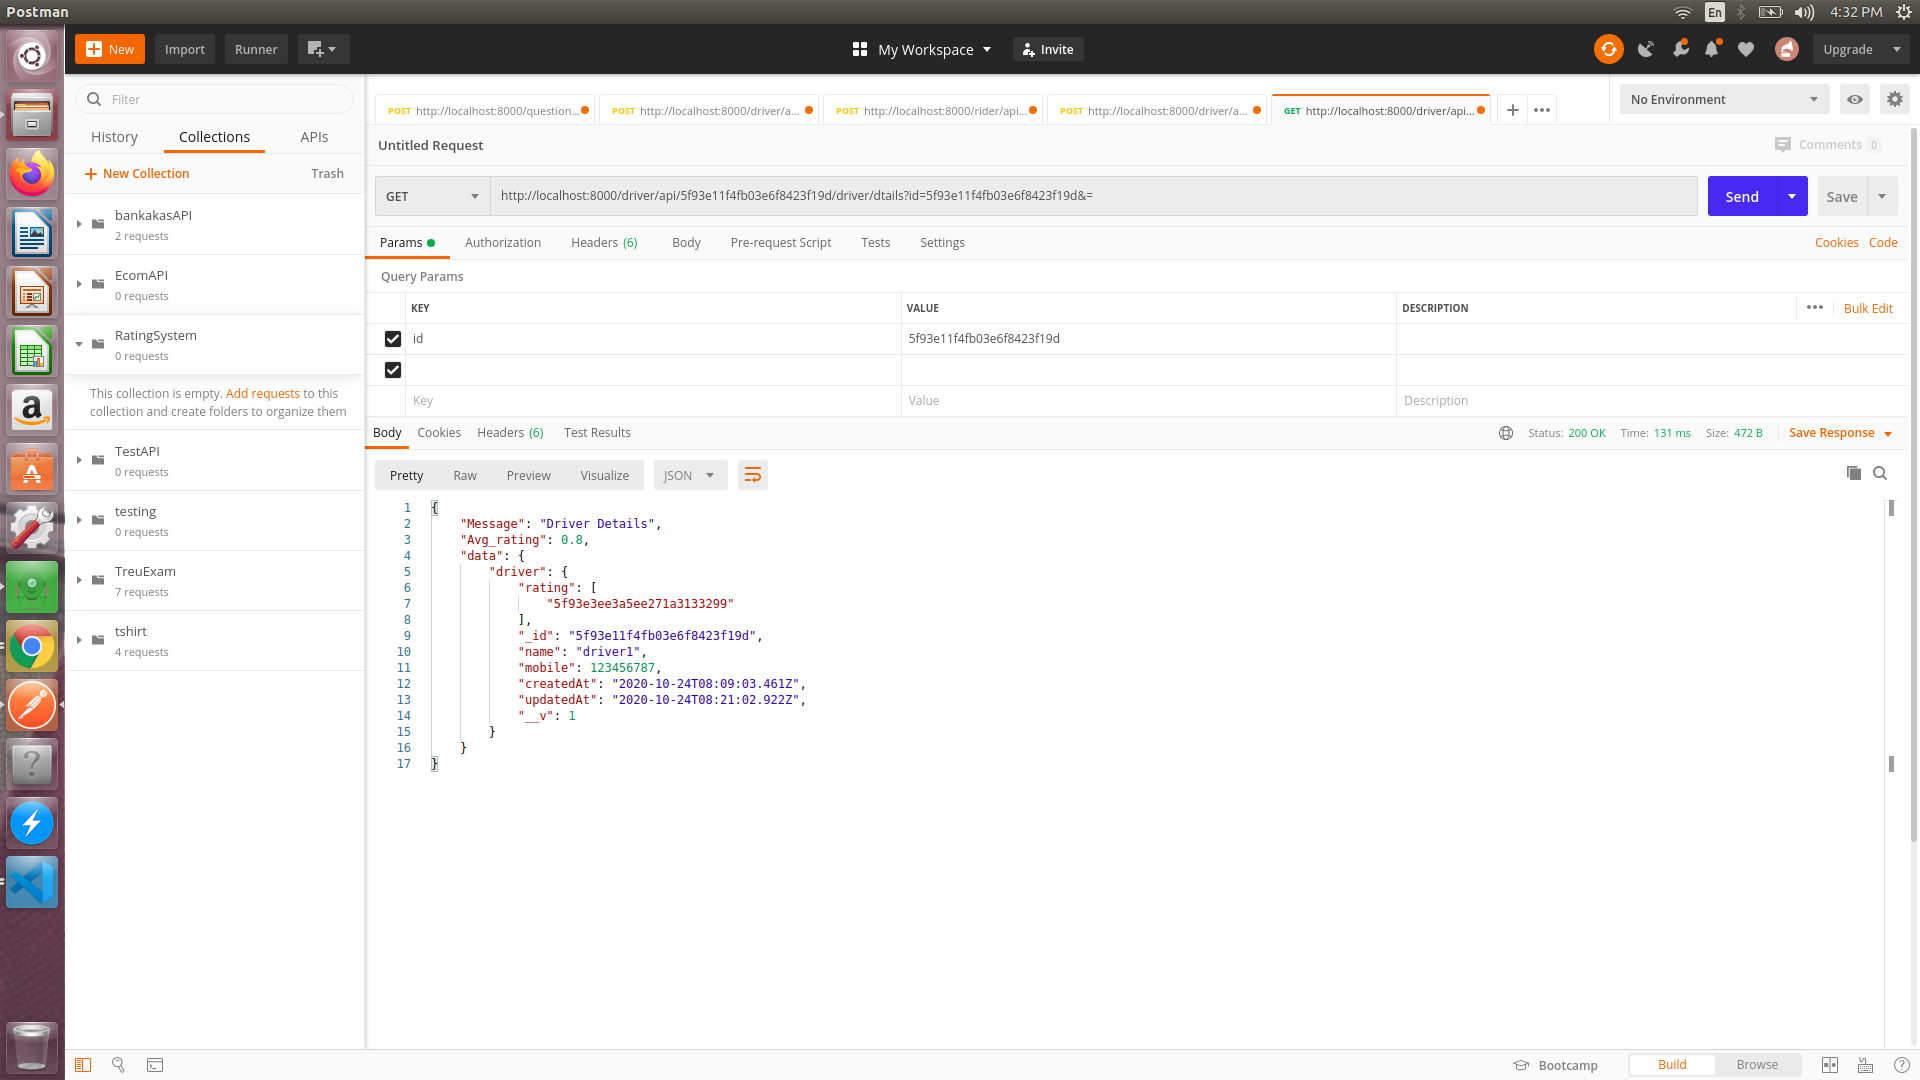 Postman
En
4:32 PM
New
Import
Runner
My Workspace
Invite
Upgrade
Filter
History
Collections
APIs
New Collection
Trash
bankakasAPI
2 requests
EcomAPI
0 requests
RatingSystem
0 requests
This collection is empty. Add requests to this
collection and create folders to organize them
TestAPI
0 requests
testing
0 requests
TreuExam
7 requests
tshirt
4 requests
POST http://localhost:8000/question...
POST http://localhost:8000/driver/a...
POST http://localhost:8000/rider/api...
POST http://localhost:8000/driver/a...
GET http://localhost:8000/driver/api...
No Environment
Untitled Request
Comments 0
GET
http://localhost:8000/driver/api/5f93e11f4fb03e6f8423f19d/driver/dtails?id=5f93e11f4fb03e6f8423f19d&=
Send
Save
Params
Authorization
Headers (6)
Body
Pre-request Script
Tests
Settings
Cookies
Code
Query Params
KEY
VALUE
DESCRIPTION
Bulk Edit
id
5f93e11f4fb03e6f8423f19d
Key
Value
Description
Body
Cookies
Headers (6)
Test Results
Status: 200 OK
Time: 131 ms
Size: 472 B
Save Response
Pretty
Raw
Preview
Visualize
JSON
1 {
2 "Message": "Driver Details",
3 "Avg_rating": 0.8,
4 "data": {
5 "driver": {
6 "rating": [
7 "5f93e3ee3a5ee271a3133299"
8 ],
9 "_id": "5f93e11f4fb03e6f8423f19d",
10 "name": "driver1",
11 "mobile": 123456787,
12 "createdAt": "2020-10-24T08:09:03.461Z",
13 "updatedAt": "2020-10-24T08:21:02.922Z",
14 "__v": 1
15 }
16 }
17 }
Bootcamp
Build
Browse